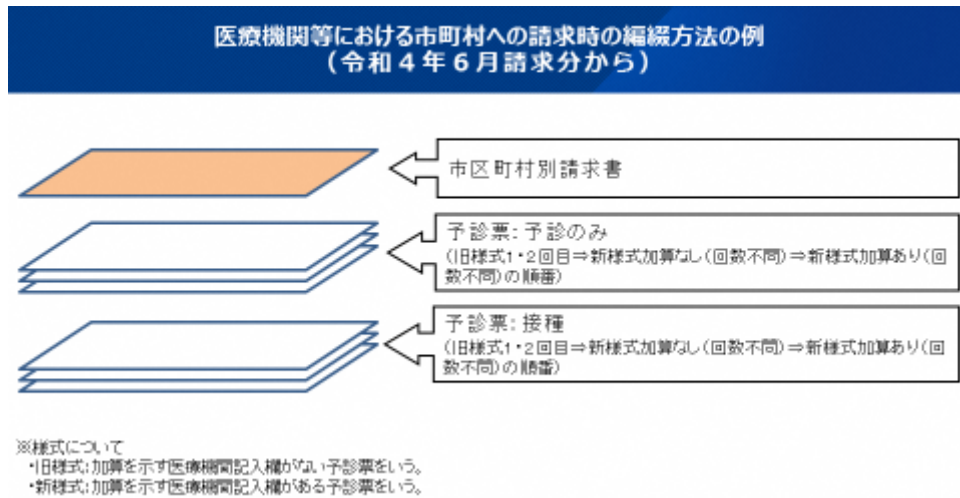 医療機関等における市町村への請求時の編綴方法の例
（令和４年６月請求分から）
市区町村別請求書
予診票：予診のみ
（旧様式1・2回目⇒新様式加算なし（回数不問）⇒新様式加算あり（回
数不問）の順番）
予診票：接種
（旧様式1・2回目⇒新様式加算なし（回数不問）⇒新様式加算あり（回
数不問）の順番）
※様式について
・旧様式：加算を示す医療機関記入欄がない予診票をいう。
・新様式：加算を示す医療機関記入欄がある予診票をいう。